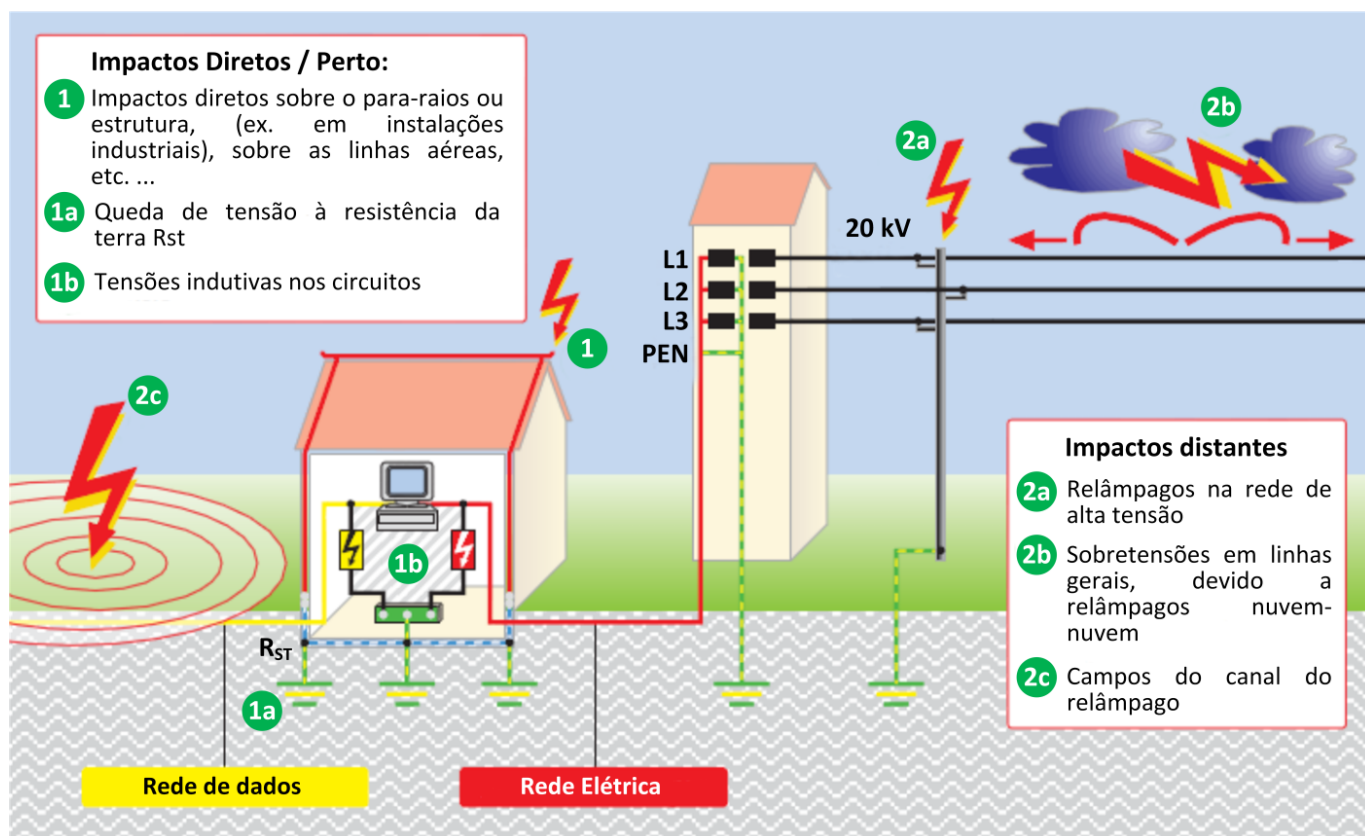 Impactos Diretos / Perto:
1 Impactos diretos sobre o para-raios ou
estrutura, (ex. em instalações
industriais), sobre as linhas aéreas,
etc. ...
1a Queda de tensão à resistência da
terra Rst
1b Tensões indutivas nos circuitos
2a
2b
20 kV
L1
L2
L3
PEN
1
2c
1b
RST
1a
Impactos distantes
2a Relâmpagos na rede de
alta tensão
2b Sobretensões em linhas
gerais, devido a
relâmpagos nuvem-
nuvem
2c Campos do canal do
relâmpago
Rede de dados
Rede Elétrica